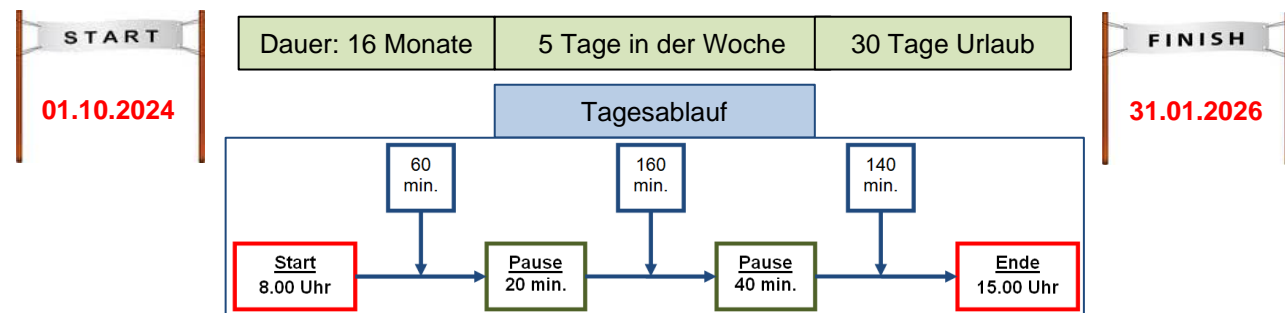 START
01.10.2024
Dauer: 16 Monate
5 Tage in der Woche
30 Tage Urlaub
FINISH
31.01.2026
Tagesablauf
60
min.
160
min.
140
min.
Start
8.00 Uhr
Pause
20 min.
Pause
40 min.
Ende
15.00 Uhr